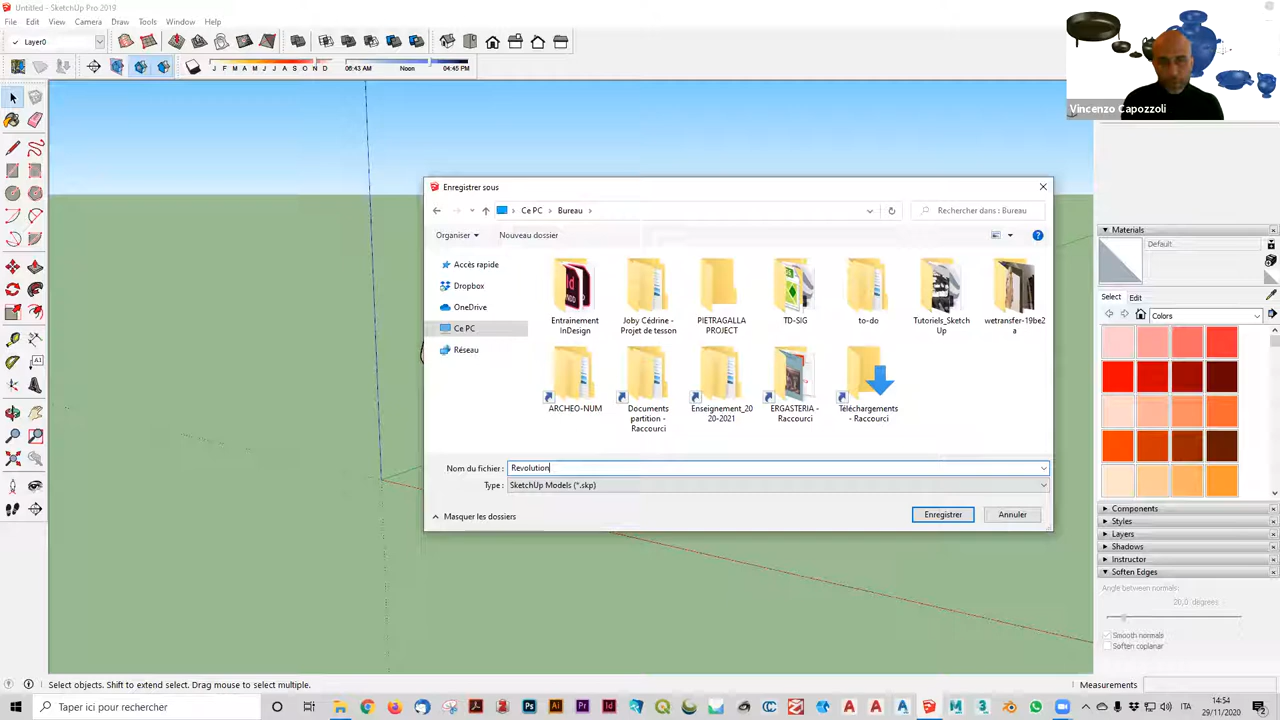 Untitled - SketchUp Pro 2019
File Edit View Camera Draw Tools Window Help
Layer0
J F M A M J J A S O N D
06:43 AM Noon 04:45 PM
Vincenzo Capozzoli
Enregistrer sous
Ce PC > Bureau >
Rechercher dans : Bureau
Organiser
Nouveau dossier
Accès rapide
Dropbox
OneDrive
Ce PC
Réseau
Entrainement InDesign
Joby Cédrine - Projet de tesson
PIETRAGALLA PROJECT
TD-SIG
to-do
Tutoriels_SketchUp
wetransfer-19be2a
ARCHEO-NUM
Documents partition - Raccourci
Enseignement_2020-2021
ERGASTERIA - Raccourci
Téléchargements - Raccourci
Nom du fichier : Revolution
Type : SketchUp Models (*.skp)
Masquer les dossiers
Enregistrer
Annuler
Materials
Default
Select Edit
Colors
Components
Styles
Layers
Shadows
Instructor
Soften Edges
Angle between normals:
20,0 degrees
Smooth normals
Soften coplanar
Select objects. Shift to extend select. Drag mouse to select multiple.
Measurements
Taper ici pour rechercher
ITA
14:54
29/11/2020